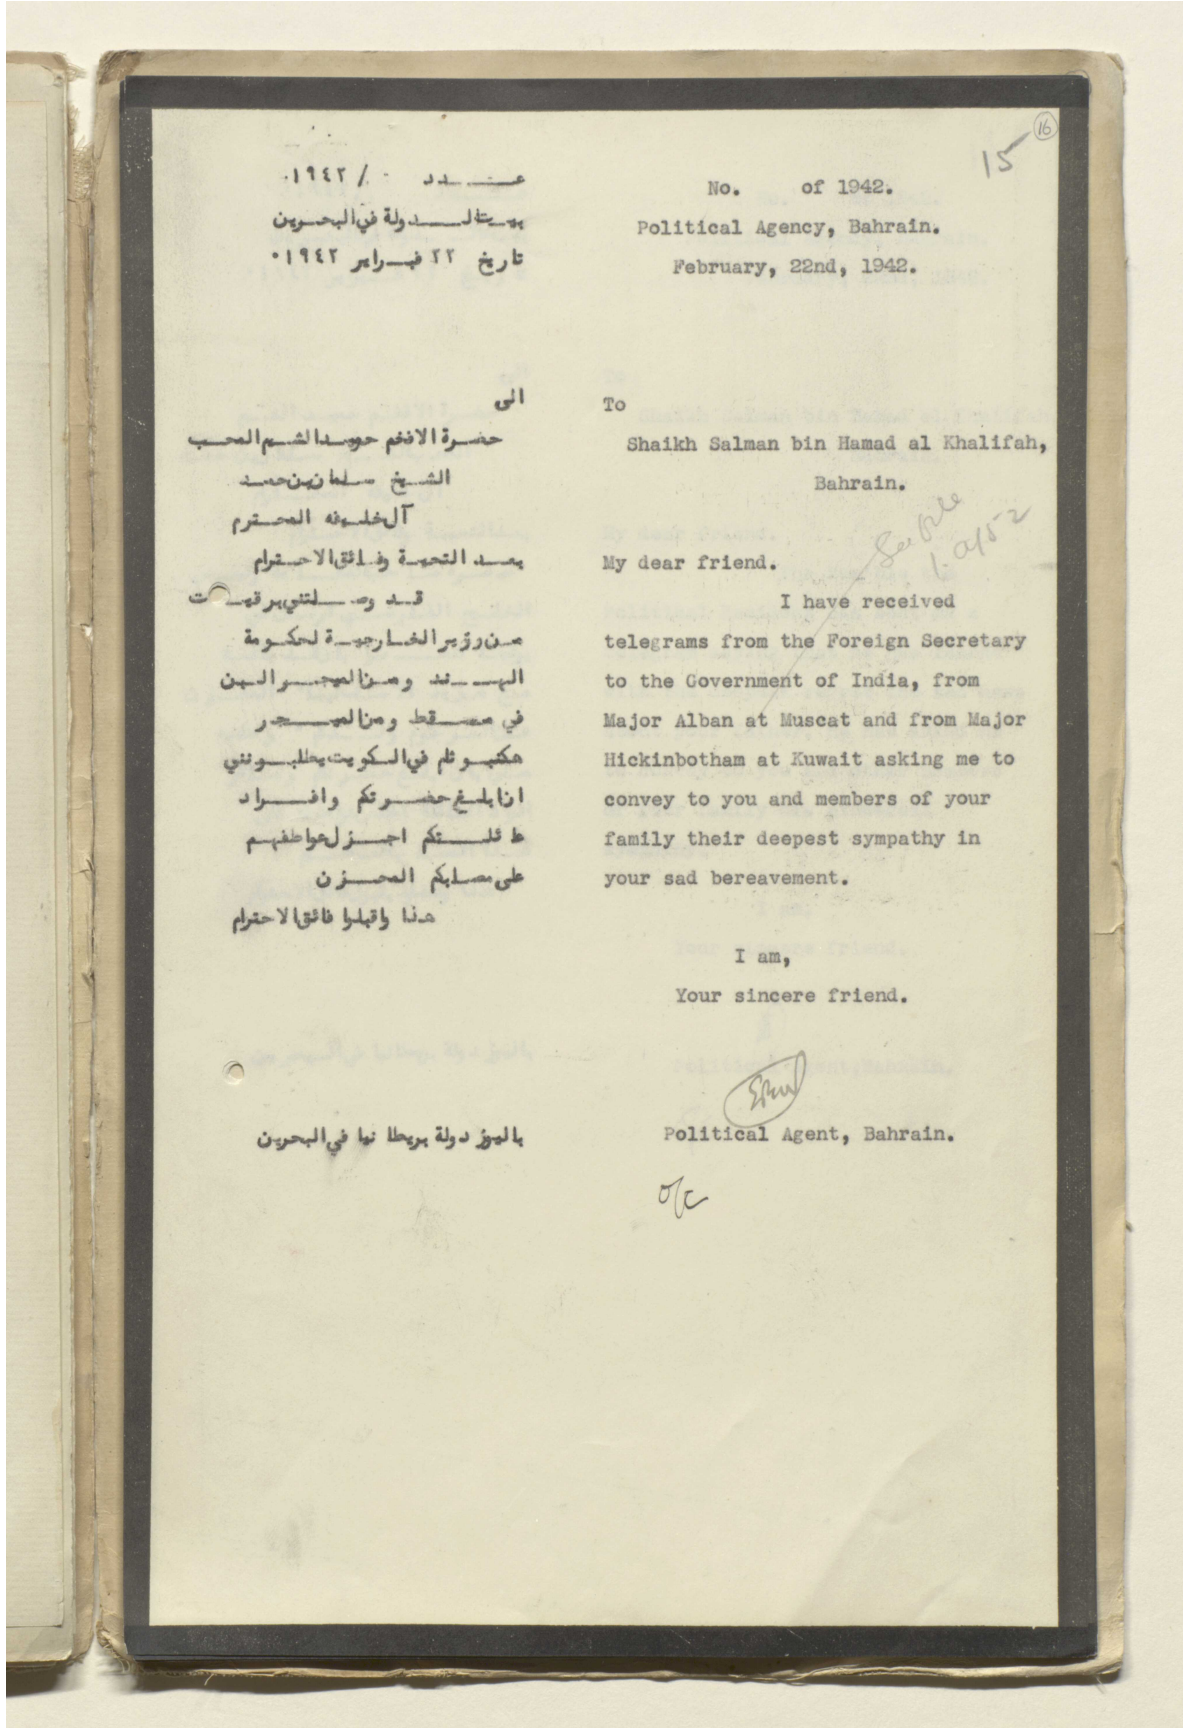 16
15
عدد / ١٩٤٢.
بيت الدولة في البحرين
تاريخ ٢٢ فبراير ١٩٤٢.
الى
حضرة الافخم حميد الشيم المحب
الشيخ سلمان بن حمد
آل خليفه المحترم
بعد التحية وفائق الاحترام
قد وصلتني برقيات
من وزير الخارجية لحكومة
الهند ومن الميجر البن
في مسقط ومن الميجر
هكنبوثم في الكويت يطلبونني
ان ابلغ حضرتكم وافراد
عائلتكم اجزل عواطفهم
على مصابكم المحزن
هذا واقبلوا فائق الاحترام
باليوز دولة بريطانيا في البحرين
No. of 1942.
Political Agency, Bahrain.
February, 22nd, 1942.
To
Shaikh Salman bin Hamad al Khalifah,
Bahrain.
My dear friend.
I have received
telegrams from the Foreign Secretary
to the Government of India, from
Major Alban at Muscat and from Major
Hickinbotham at Kuwait asking me to
convey to you and members of your
family their deepest sympathy in
your sad bereavement.
I am,
Your sincere friend.
Political Agent, Bahrain.
o/c